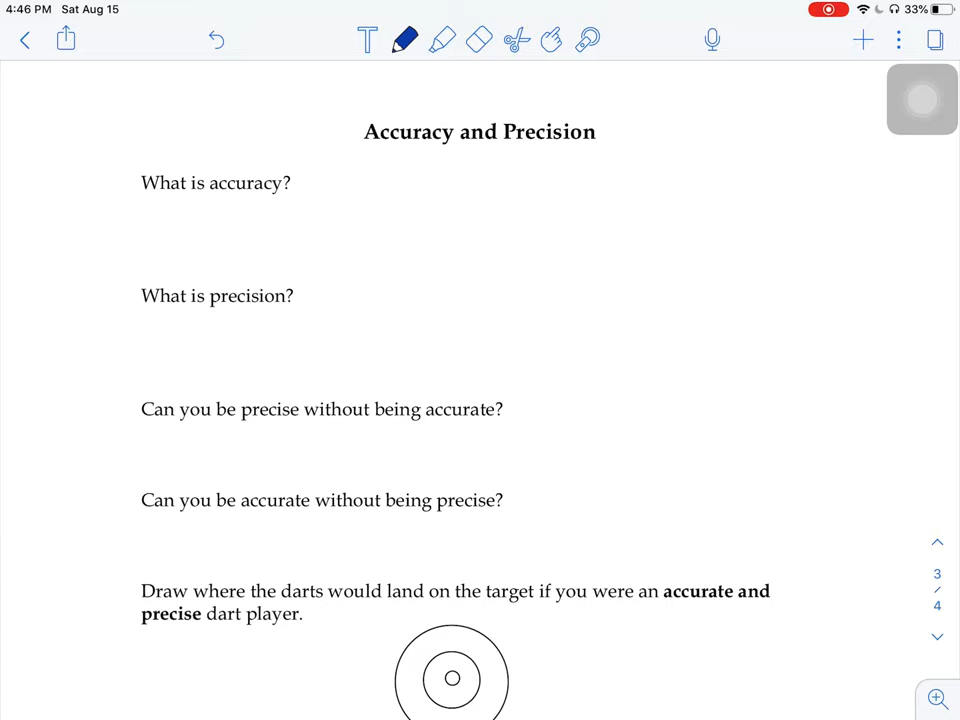 4:46 PM Sat Aug 15
33%
Accuracy and Precision
What is accuracy?
What is precision?
Can you be precise without being accurate?
Can you be accurate without being precise?
Draw where the darts would land on the target if you were an accurate and
precise dart player.
3
/
4